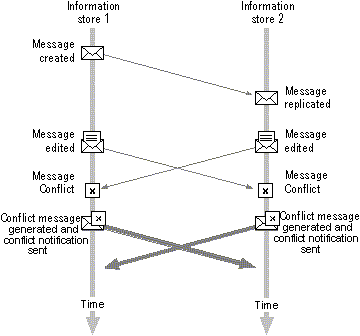 Information
store 1
Information
store 2
Message
created
Message
replicated
Message
edited
Message
edited
Message
Conflict
Message
Conflict
Conflict message
generated and
conflict notification
sent
Conflict message
generated and
conflict notification
sent
Time
Time